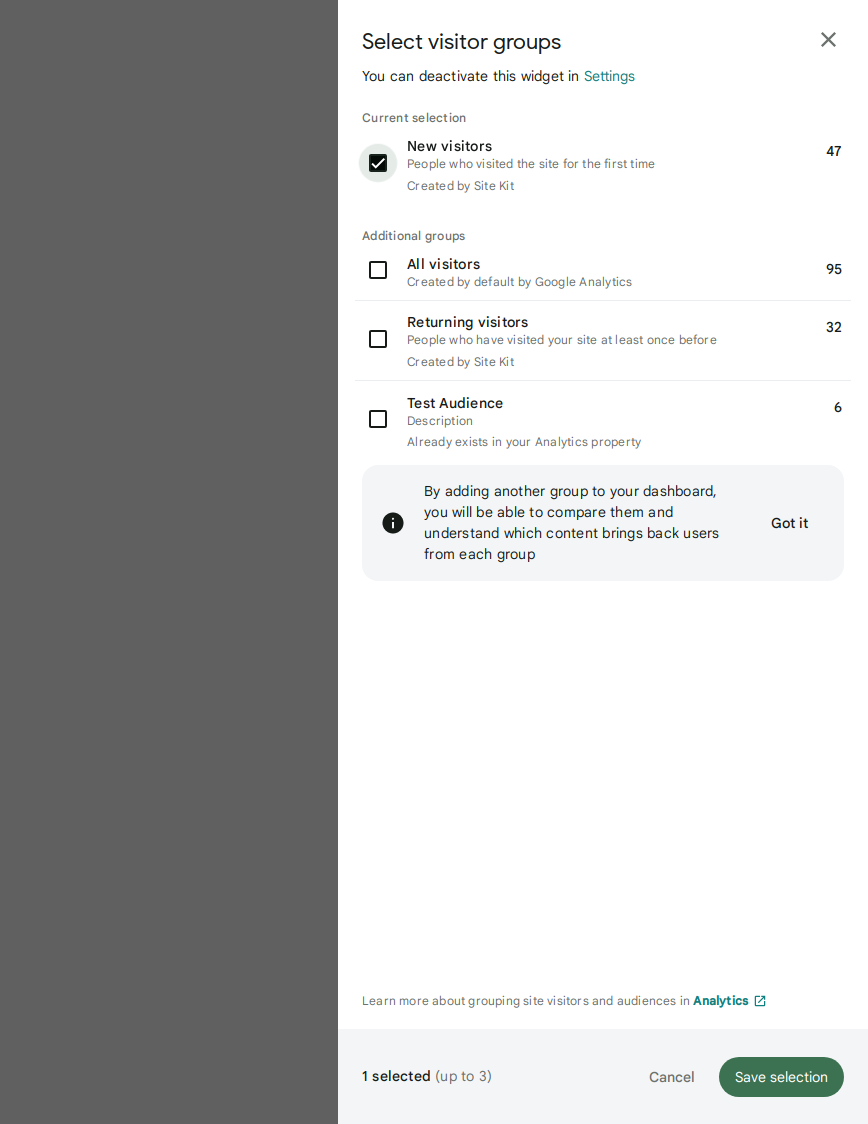 Select visitor groups
You can deactivate this widget in Settings
Current selection
New visitors
47
People who visited the site for the first time
Created by Site Kit
Additional groups
All visitors
95
Created by default by Google Analytics
Returning visitors
32
People who have visited your site at least once before
Created by Site Kit
Test Audience
6
Description
Already exists in your Analytics property
By adding another group to your dashboard,
you will be able to compare them and
understand which content brings back users
from each group
Got it
Learn more about grouping site visitors and audiences in Analytics
1 selected (up to 3)
Cancel
Save selection